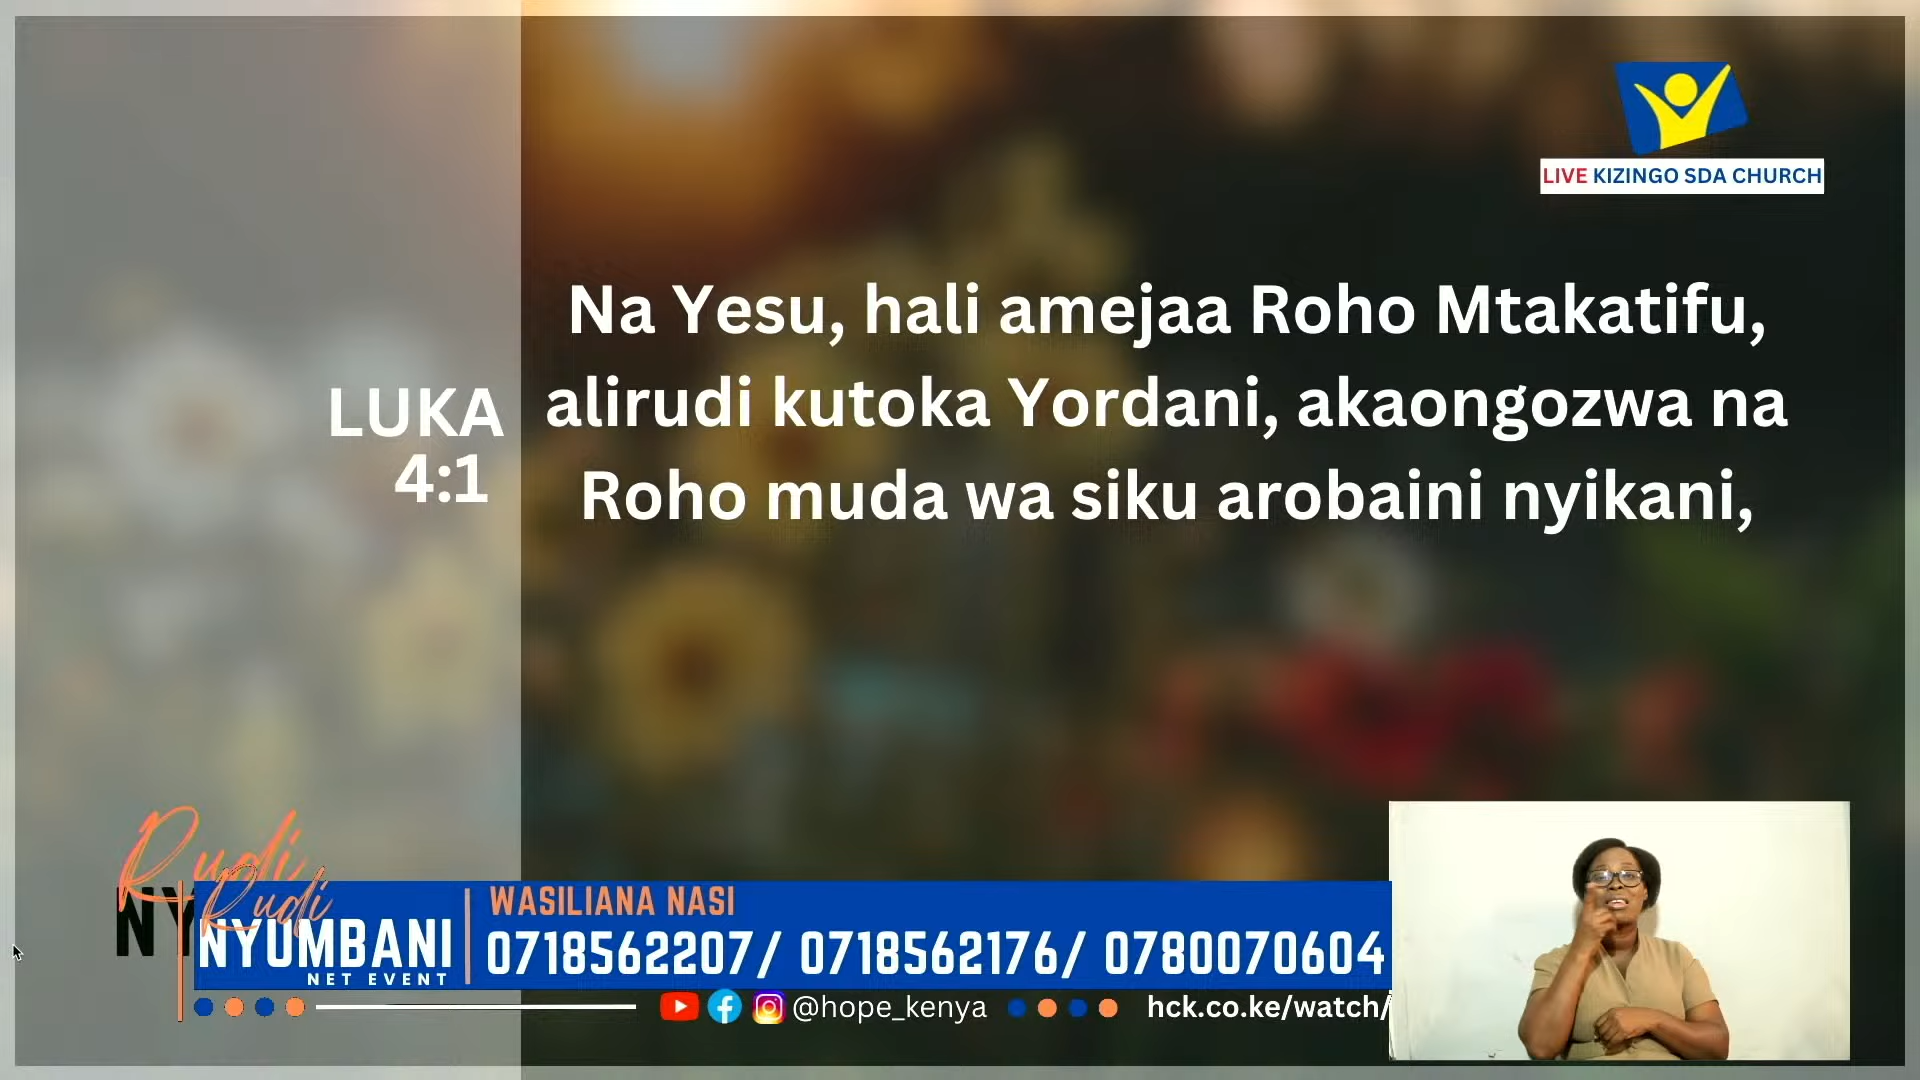 LIVE KIZINGO SDA CHURCH
LUKA
4:1
Na Yesu, hali amejaa Roho Mtakatifu,
alirudi kutoka Yordani, akaongozwa na
Roho muda wa siku arobaini nyikani,
Rudi
NY
Rudi
NYUMBANI
NET EVENT
WASILIANA NASI
0718562207/ 0718562176/ 0780070604
@hope_kenya
hck.co.ke/watch/